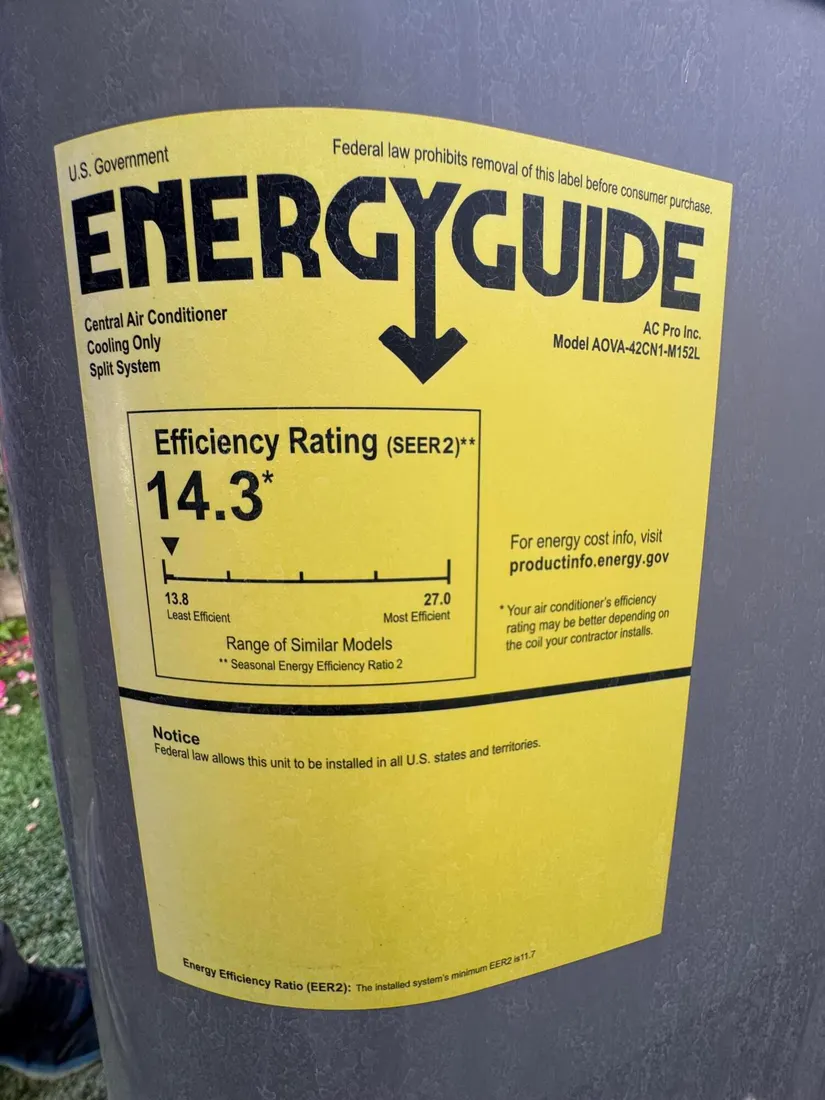 U.S. Government
Federal law prohibits removal of this label before consumer purchase.
ENERGYGUIDE
Central Air Conditioner
Cooling Only
Split System
AC Pro Inc.
Model AOVA-42CN1-M152L
Efficiency Rating (SEER2)**
14.3*
13.8
Least Efficient
27.0
Most Efficient
Range of Similar Models
** Seasonal Energy Efficiency Ratio 2
For energy cost info, visit
productinfo.energy.gov
* Your air conditioner's efficiency
rating may be better depending on
the coil your contractor installs.
Notice
Federal law allows this unit to be installed in all U.S. states and territories.
Energy Efficiency Ratio (EER2): The installed system's minimum EER2 is11.7